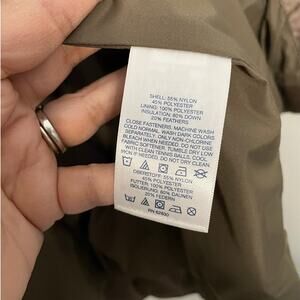 SHELL: 55% NYLON
45% POLYESTER
LINING: 100% POLYESTER
INSULATION: 80% DOWN
20% FEATHERS
CLOSE FASTENERS, MACHINE WASH
COLD/NORMAL. WASH DARK COLORS
SEPARATELY. ONLY NON-CHLORINE
BLEACH WHEN NEEDED. DO NOT USE
FABRIC SOFTENER. TUMBLE DRY LOW
WITH CLEAN TENNIS BALLS. COOL
IRON IF NEEDED. DO NOT
OBERSTOFF: 55% NYLON
45% POLYESTER
FUTTER: 100% POLYESTER
ISOLIERUNG: 80% DAUNEN
20% FEDERN
RN 62830